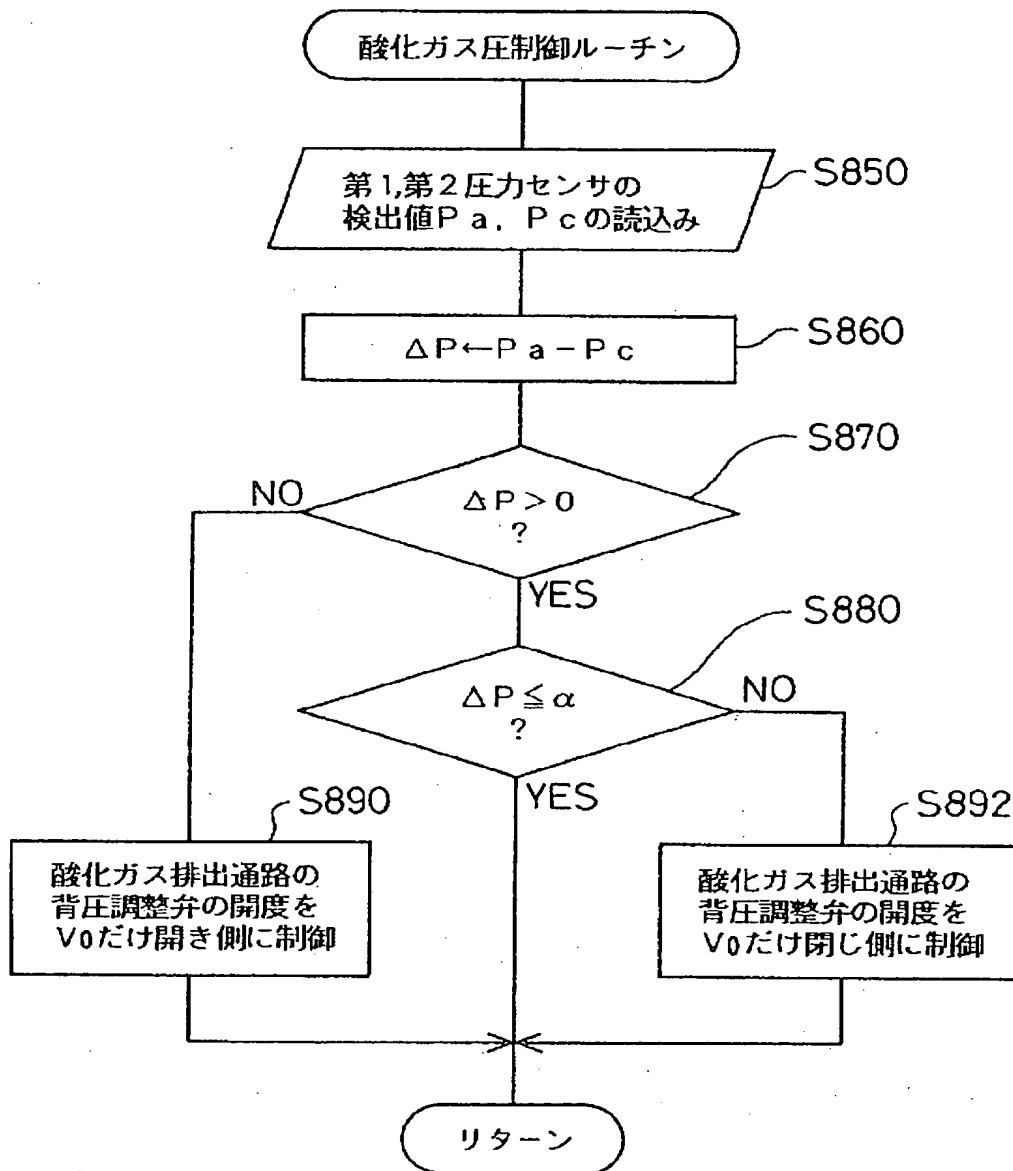 酸化ガス圧制御ルーチン
第1,第2圧力センサの
検出値Pa, Pcの読込み
S850
ΔP←Pa-Pc
S860
ΔP>0
?
S870
NO
YES
ΔP≦α
?
S880
NO
YES
S890
酸化ガス排出通路の
背圧調整弁の開度を
V0だけ開き側に制御
S892
酸化ガス排出通路の
背圧調整弁の開度を
V0だけ閉じ側に制御
リターン